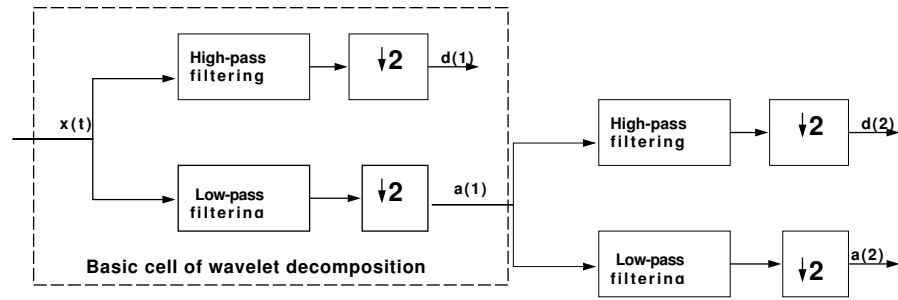 High-pass
filtering
↓2
d(1)
x(t)
Low-pass
filtering
↓2
a(1)
Basic cell of wavelet decomposition
High-pass
filtering
↓2
d(2)
Low-pass
filtering
↓2
a(2)